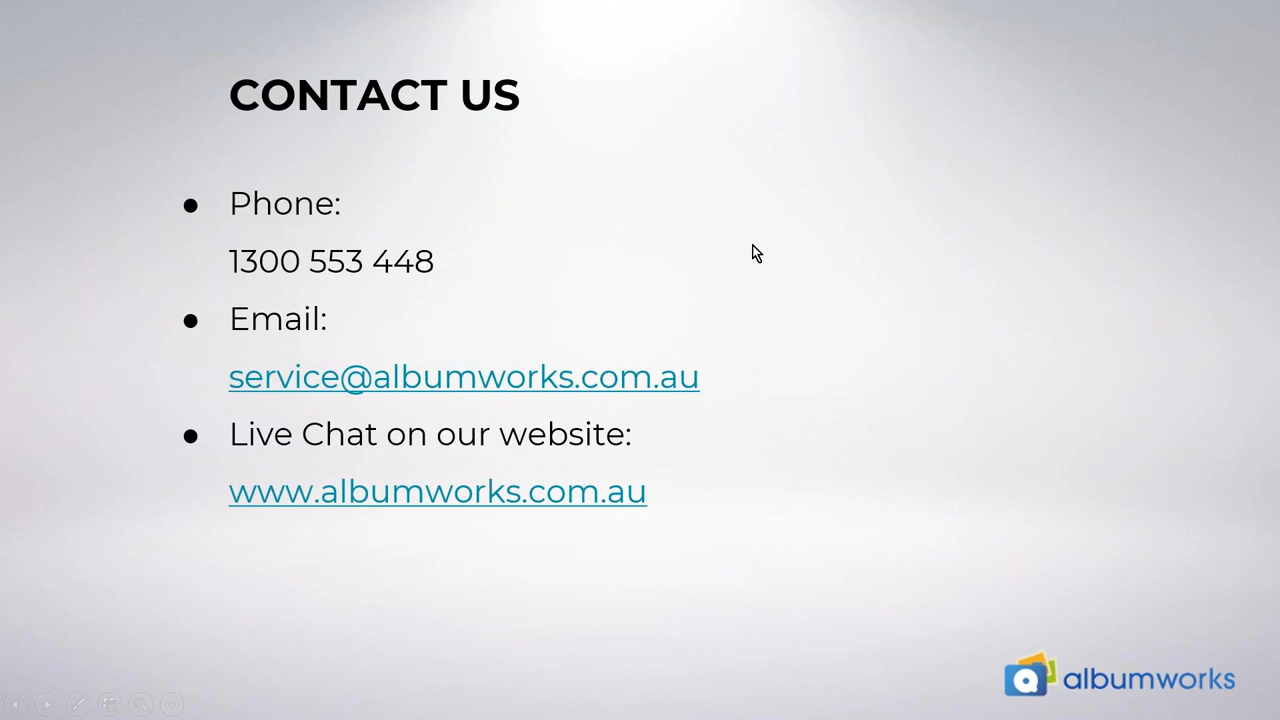 CONTACT US
● Phone:
1300 553 448
● Email:
service@albumworks.com.au
● Live Chat on our website:
www.albumworks.com.au
albumworks